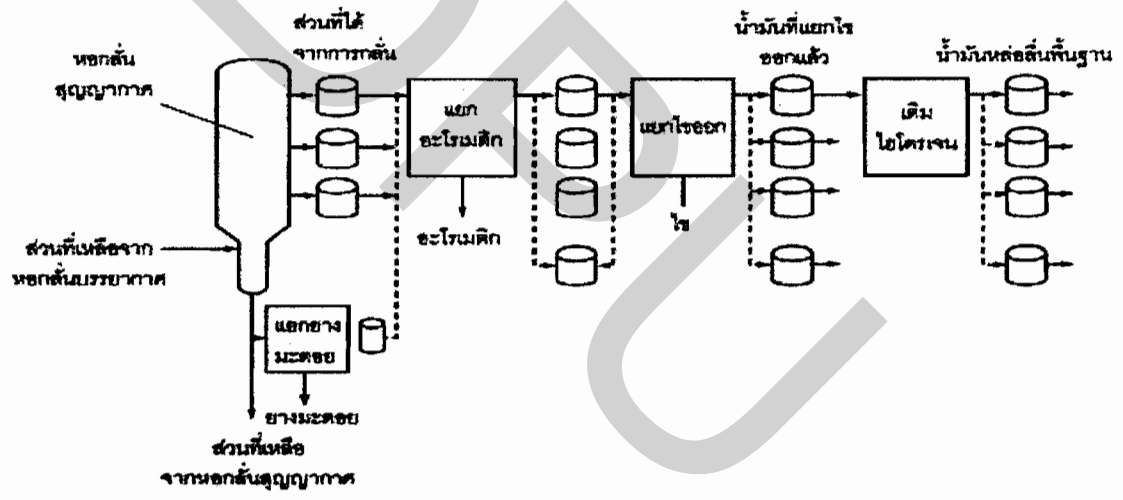 หอกลั่น
สุญญากาศ
ส่วนที่ได้
จากการกลั่น
แยก
อะโรเมติก
อะโรเมติก
แยกไขออก
ไข
น้ำมันที่แยกไข
ออกแล้ว
เติม
ไฮโดรเจน
น้ำมันหล่อลื่นพื้นฐาน
ส่วนที่เหลือจาก
หอกลั่นบรรยากาศ
แยกยาง
มะตอย
ยางมะตอย
ส่วนที่เหลือ
จากหอกลั่นสุญญากาศ
DPU